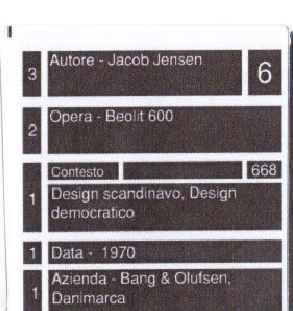 3 Autore - Jacob Jensen 6
2 Opera - Beolit 600
Contesto 668
1 Design scandinavo, Design
democratico
1 Data - 1970
1 Azienda - Bang & Olufsen,
Danimarca